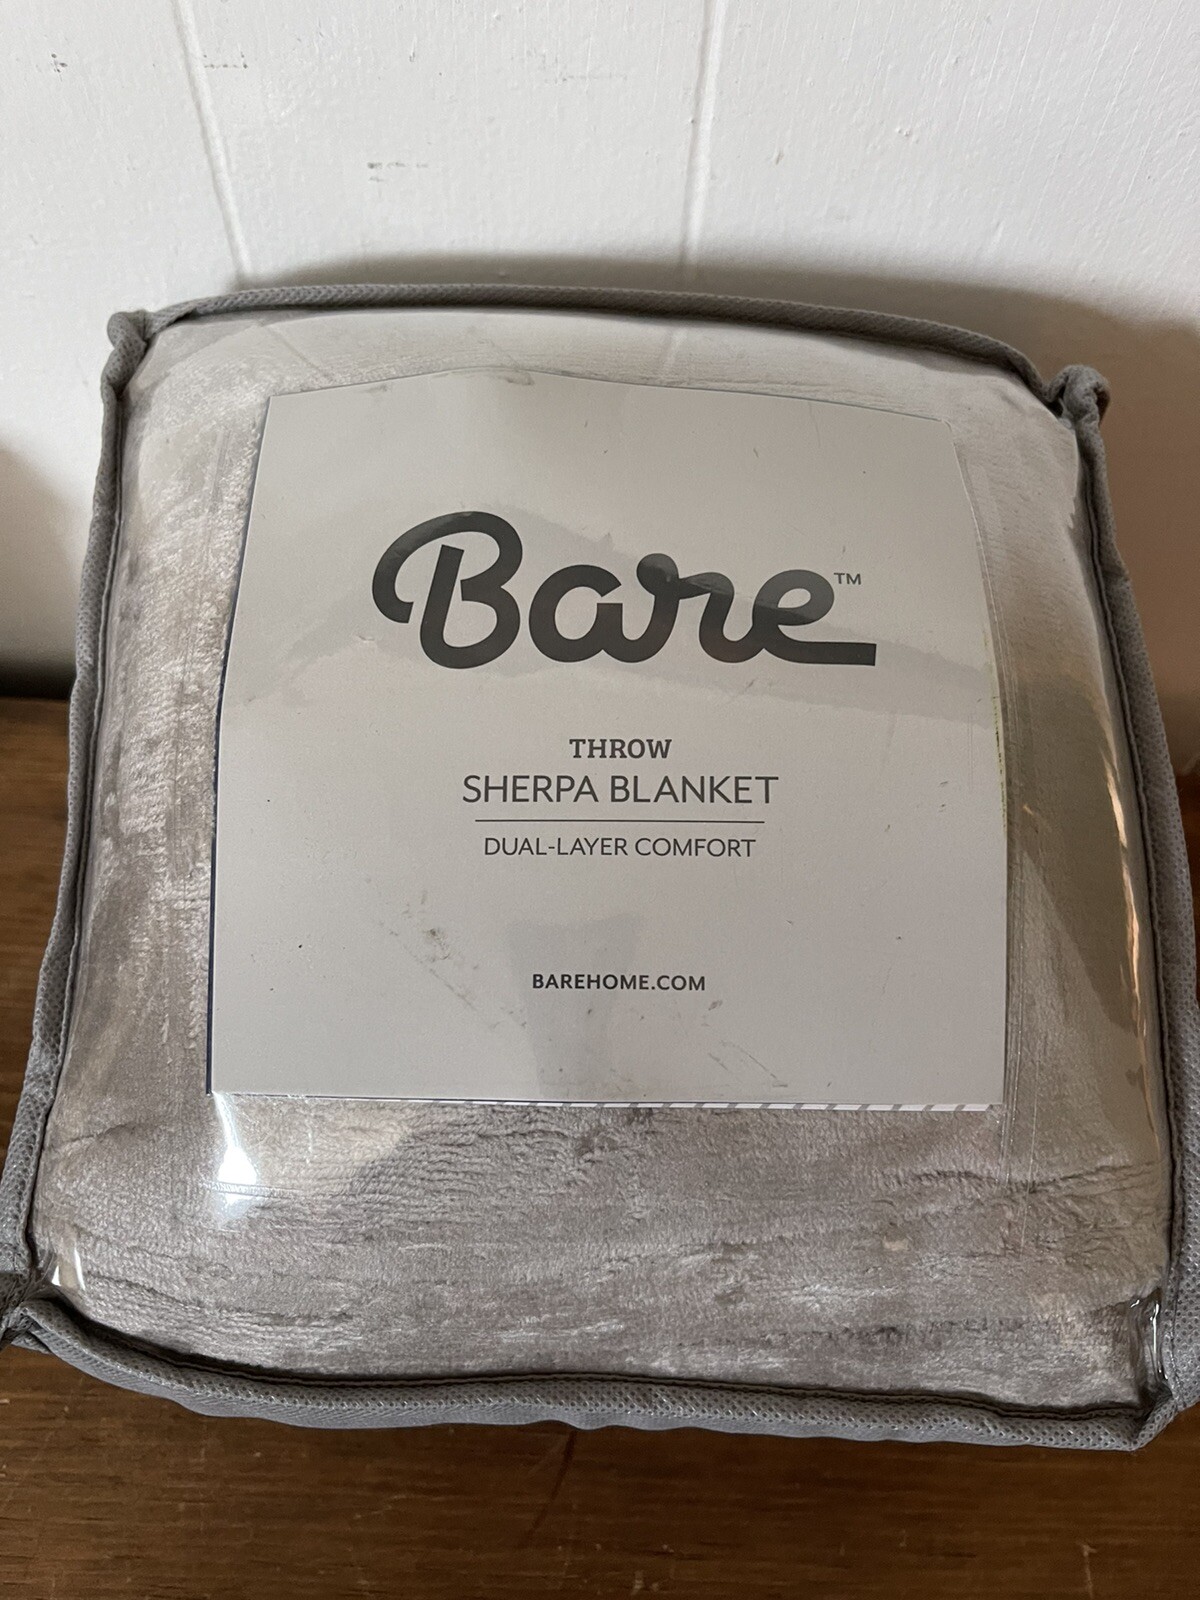 Bare™
THROW
SHERPA BLANKET
DUAL-LAYER COMFORT
BAREHOME.COM